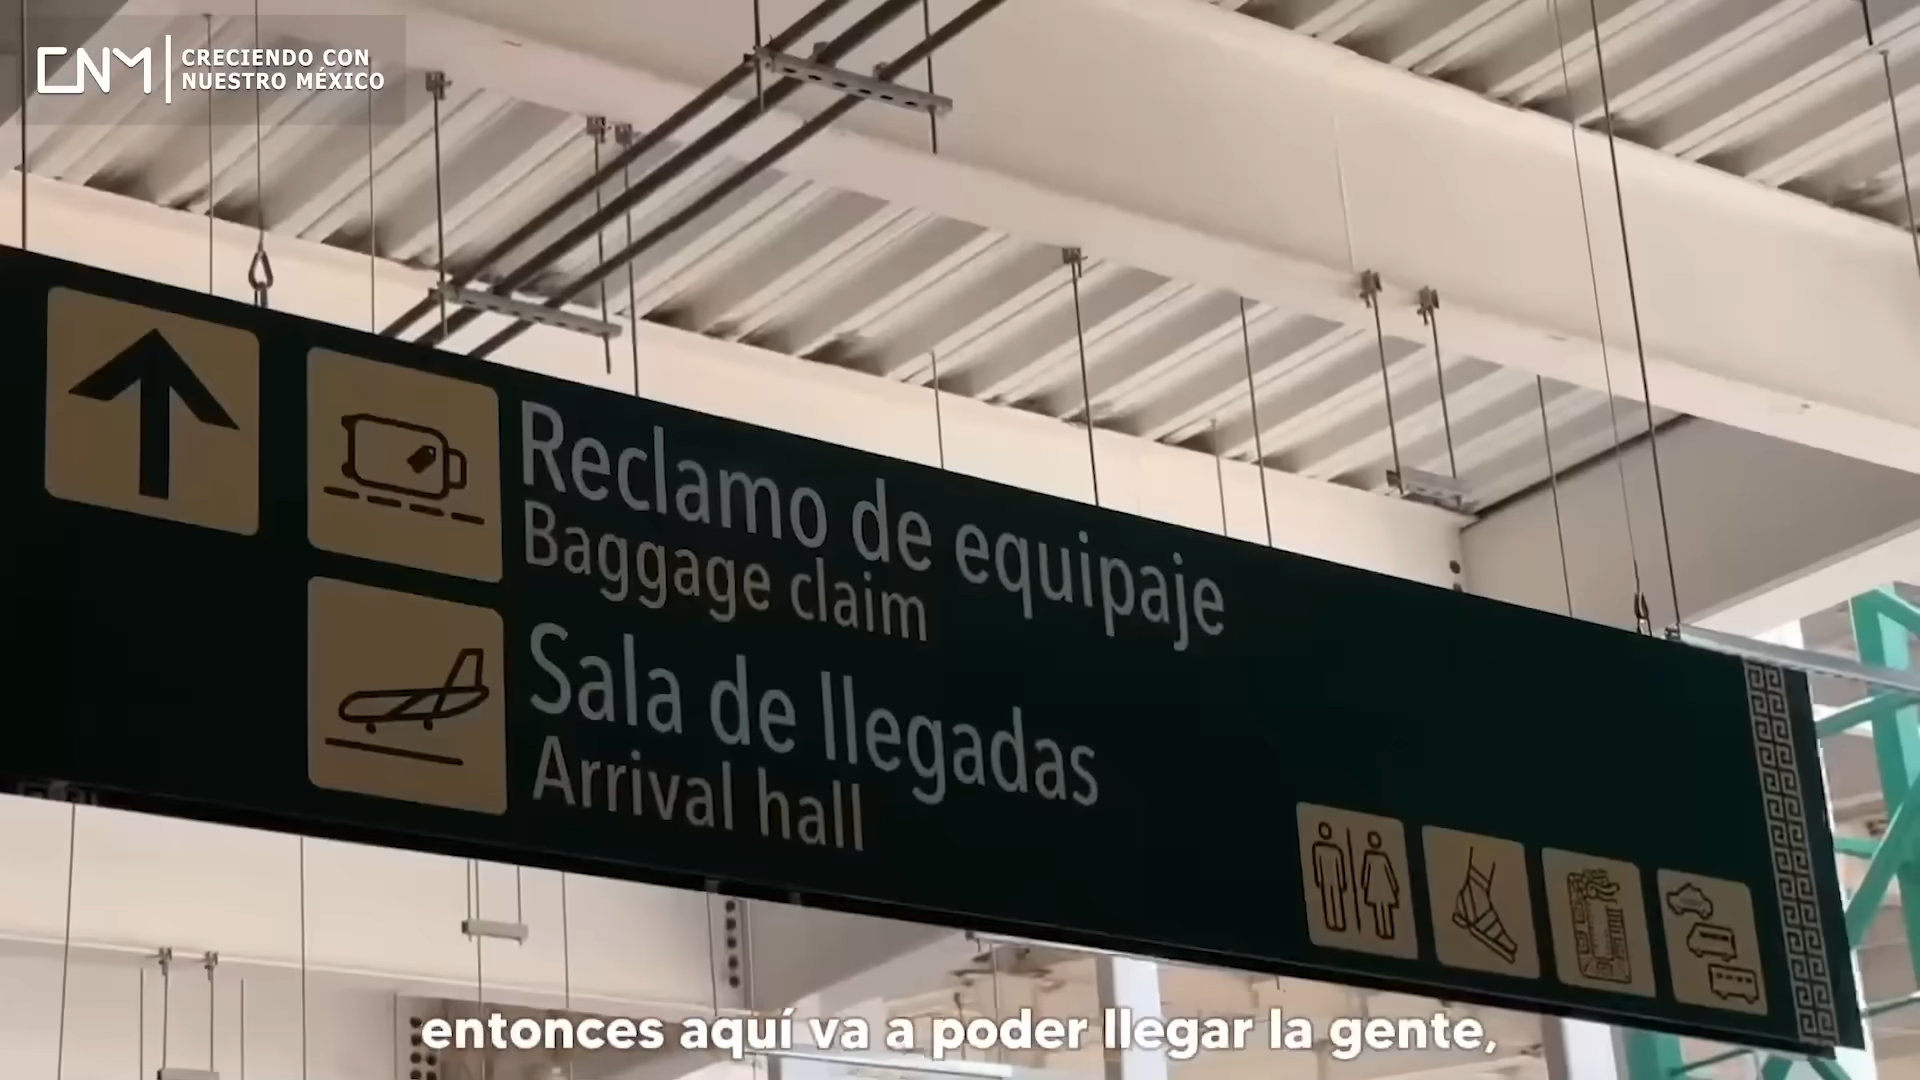 CNM
CRECIENDO CON
NUESTRO MÉXICO
Reclamo de equipaje
Baggage claim
Sala de llegadas
Arrival hall
entonces aquí va a poder llegar la gente,